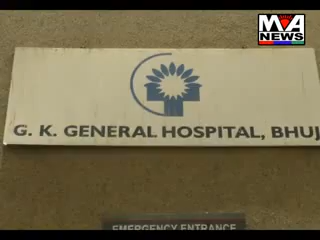 MVA
NEWS
G. K. GENERAL HOSPITAL, BHUJ
EMERGENCY ENTRANCE